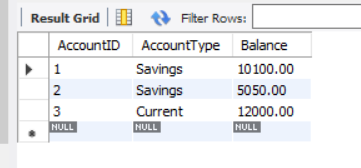 Result Grid Filter Rows:
AccountID AccountType Balance
1 Savings 10100.00
2 Savings 5050.00
3 Current 12000.00
NULL NULL NULL